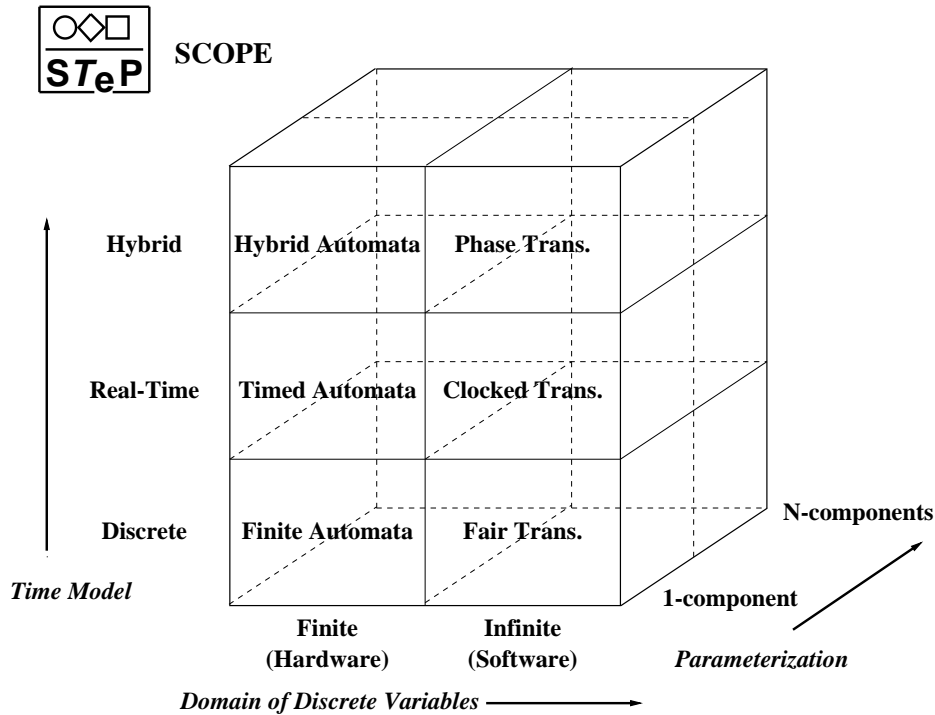 STeP
SCOPE
Hybrid
Hybrid Automata
Phase Trans.
Real-Time
Timed Automata
Clocked Trans.
Discrete
Finite Automata
Fair Trans.
N-components
Time Model
1-component
Finite
(Hardware)
Infinite
(Software)
Parameterization
Domain of Discrete Variables